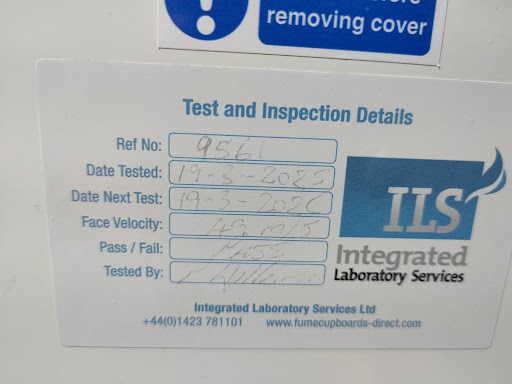 removing cover
Test and Inspection Details
Ref No: 9561
Date Tested: 19-3-2025
Date Next Test: 19-3-2026
Face Velocity: .49 m/s
Pass / Fail: Pass
Tested By:
ILS
Integrated
Laboratory Services
Integrated Laboratory Services Ltd
+44(0)1423 781101 www.fumecupboards-direct.com